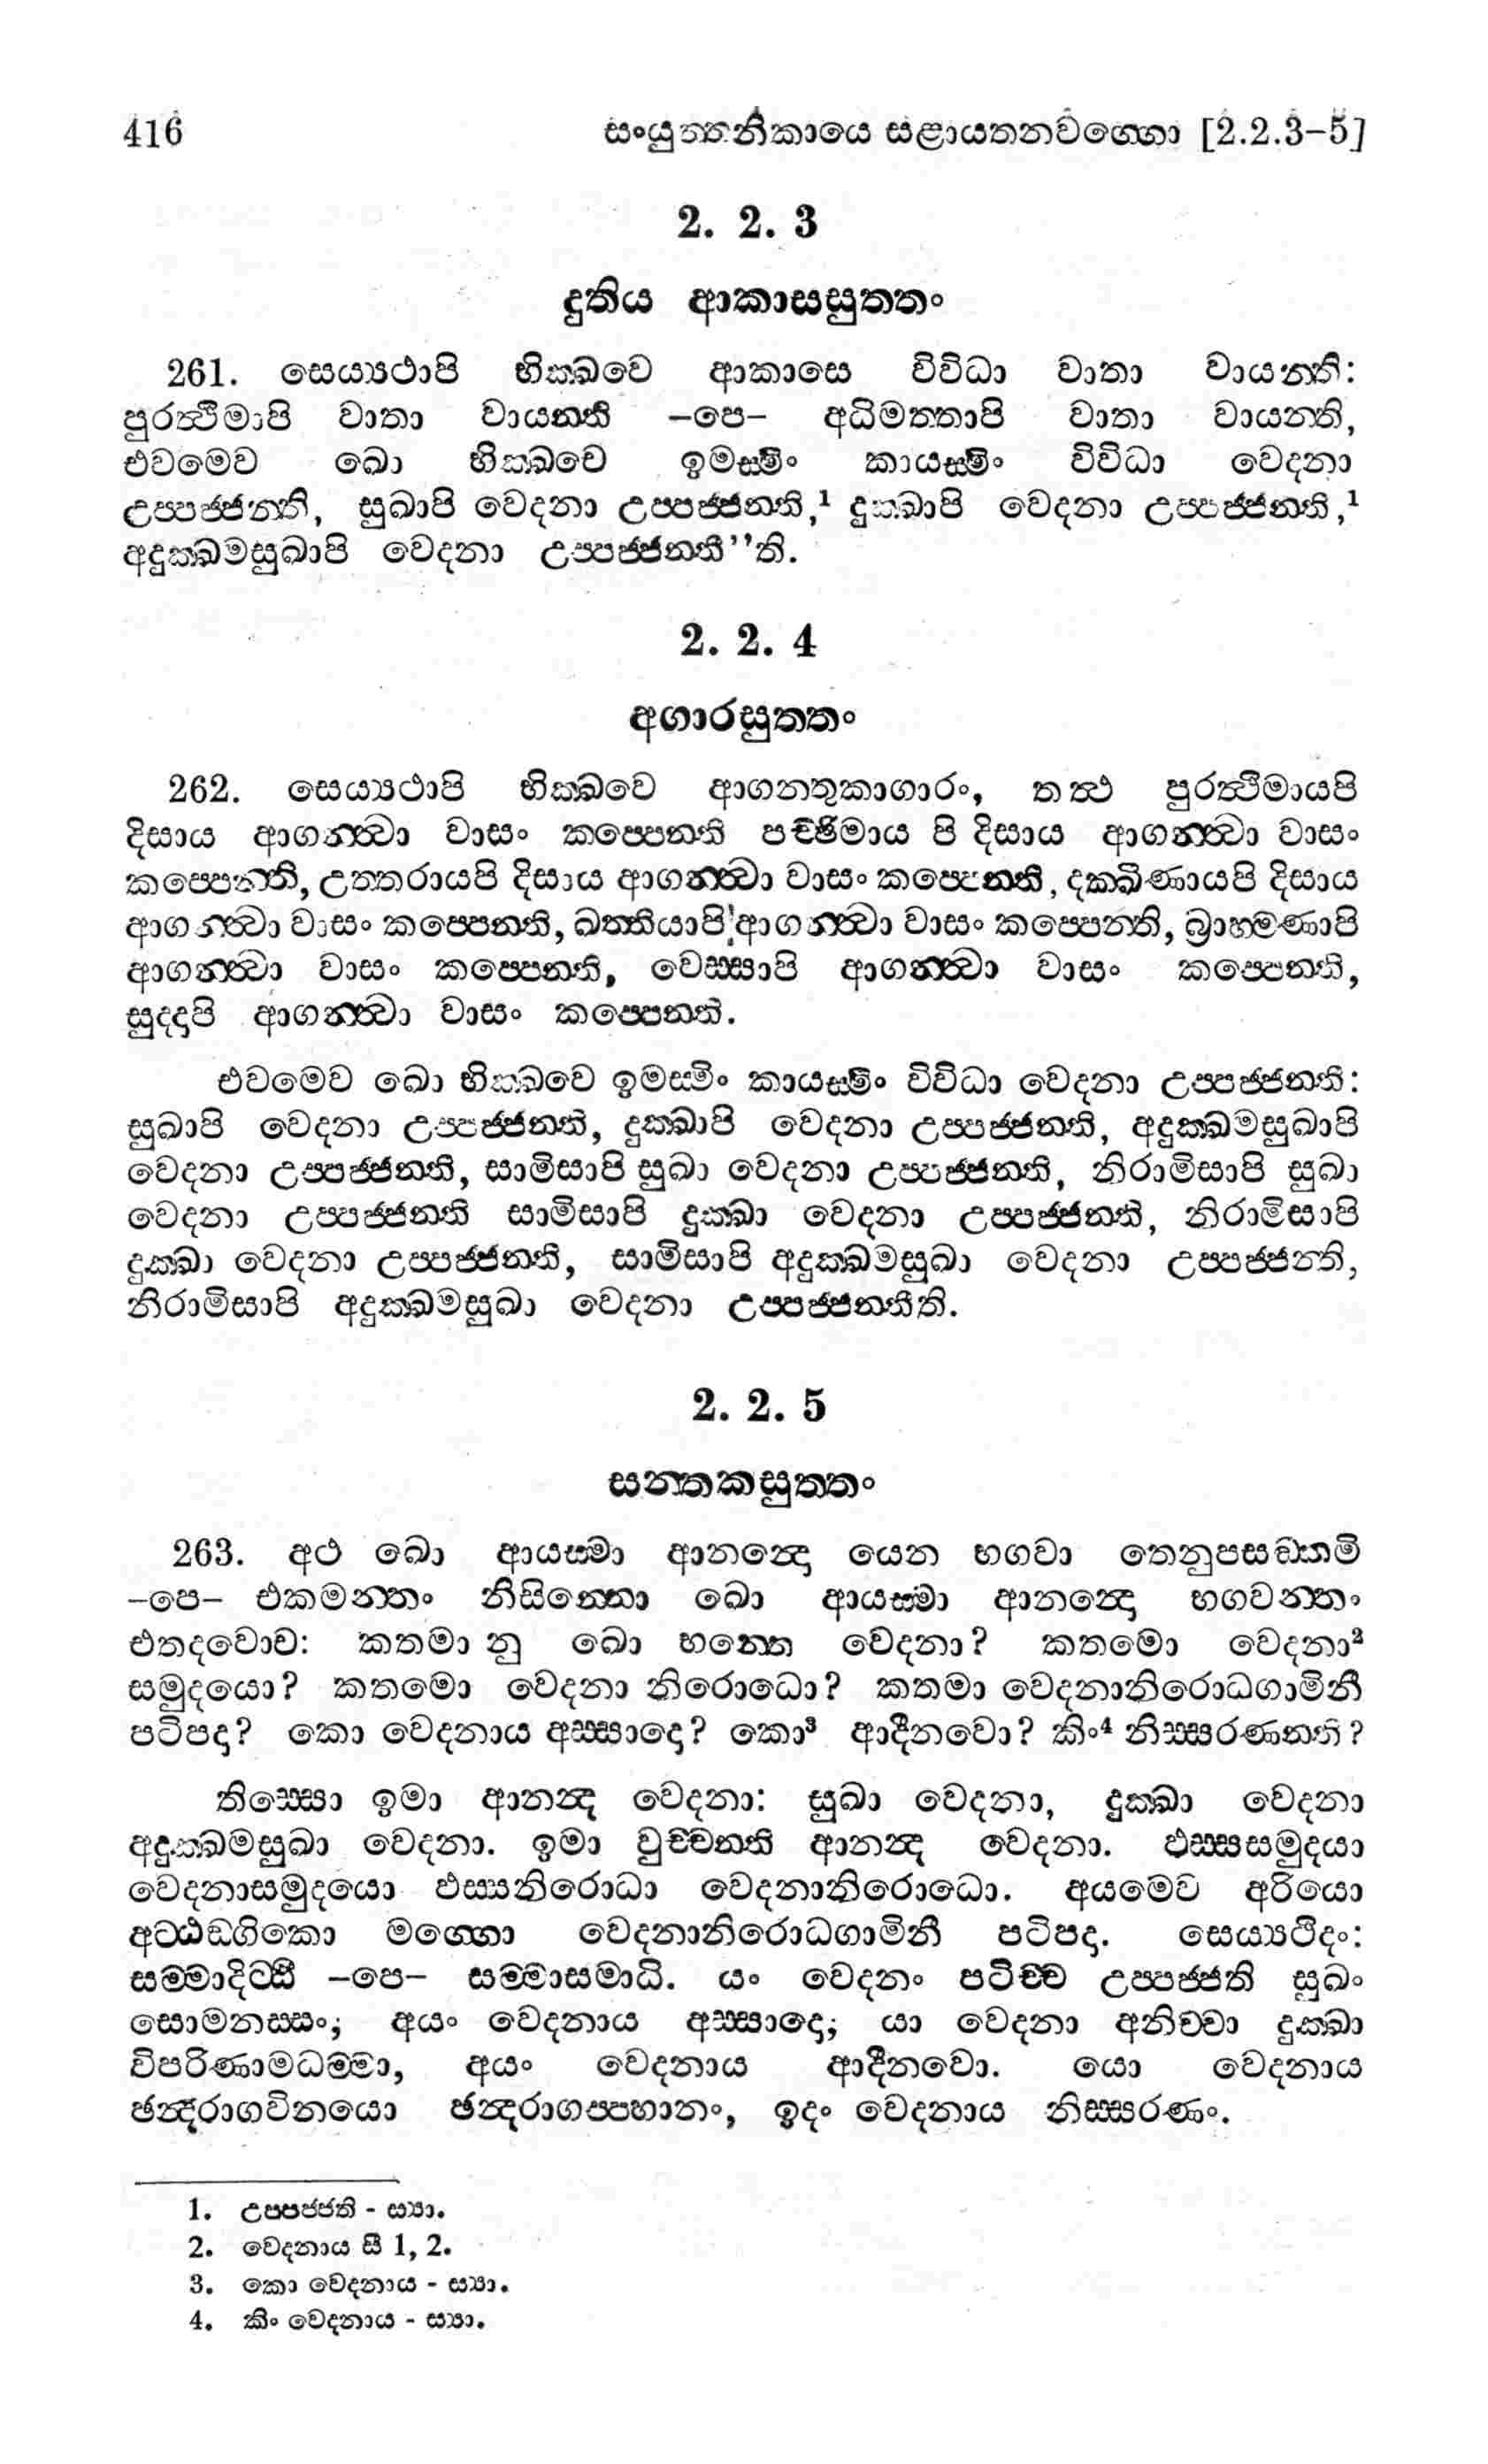 416 සංයුත්තනිකායෙ සළායතනවග්ගො [2.2.3–5]
2. 2. 3
දුතිය ආකාසසුත්තං
261. සෙය්‍යථාපි භික්ඛවෙ ආකාසෙ විවිධා වාතා වායන්ති:
පුරත්ථිමාපි වාතා වායන්ති –පෙ– අධිමත්තාපි වාතා වායන්ති,
එවමෙව ඛො භික්ඛවෙ ඉමස්මිං කායස්මිං විවිධා වෙදනා
උප්පජ්ජන්ති, සුඛාපි වෙදනා උප්පජ්ජන්ති,¹ දුක්ඛාපි වෙදනා උප්පජ්ජන්ති,¹
අදුක්ඛමසුඛාපි වෙදනා උප්පජ්ජන්තී’’ති.
2. 2. 4
අගාරසුත්තං
262. සෙය්‍යථාපි භික්ඛවෙ ආගන්තුකාගාරං, තත්ථ පුරත්ථිමායපි
දිසාය ආගන්ත්‍වා වාසං කප්පෙන්ති පච්ඡිමාය පි දිසාය ආගන්ත්‍වා වාසං
කප්පෙන්ති, උත්තරායපි දිසාය ආගන්ත්‍වා වාසං කප්පෙන්ති, දක්ඛිණායපි දිසාය
ආගන්ත්‍වා වාසං කප්පෙන්ති, ඛත්තියාපි ආගන්ත්‍වා වාසං කප්පෙන්ති, බ්‍රාහ්මණාපි
ආගන්ත්‍වා වාසං කප්පෙන්ති, වෙස්සාපි ආගන්ත්‍වා වාසං කප්පෙන්ති,
සුද්දාපි ආගන්ත්‍වා වාසං කප්පෙන්ති.
එවමෙව ඛො භික්ඛවෙ ඉමස්මිං කායස්මිං විවිධා වෙදනා උප්පජ්ජන්ති:
සුඛාපි වෙදනා උප්පජ්ජන්ති, දුක්ඛාපි වෙදනා උප්පජ්ජන්ති, අදුක්ඛමසුඛාපි
වෙදනා උප්පජ්ජන්ති, සාමිසාපි සුඛා වෙදනා උප්පජ්ජන්ති, නිරාමිසාපි සුඛා
වෙදනා උප්පජ්ජන්ති සාමිසාපි දුක්ඛා වෙදනා උප්පජ්ජන්ති, නිරාමිසාපි
දුක්ඛා වෙදනා උප්පජ්ජන්ති, සාමිසාපි අදුක්ඛමසුඛා වෙදනා උප්පජ්ජන්ති,
නිරාමිසාපි අදුක්ඛමසුඛා වෙදනා උප්පජ්ජන්තීති.
2. 2. 5
සන්තකසුත්තං
263. අථ ඛො ආයස්මා ආනන්දො යෙන භගවා තෙනුපසඞ්කමි
–පෙ– එකමන්තං නිසින්නො ඛො ආයස්මා ආනන්දො භගවන්තං
එතදවොච: කතමා නු ඛො භන්තෙ වෙදනා? කතමො වෙදනා²
සමුදයො? කතමො වෙදනා නිරොධො? කතමා වෙදනානිරොධගාමිනී
පටිපදා? කො වෙදනාය අස්සාදො? කො³ ආදීනවො? කිං⁴ නිස්සරණන්ති?
තිස්සො ඉමා ආනන්ද වෙදනා: සුඛා වෙදනා, දුක්ඛා වෙදනා
අදුක්ඛමසුඛා වෙදනා. ඉමා වුච්චන්ති ආනන්ද වෙදනා. ඵස්සසමුදයා
වෙදනාසමුදයො ඵස්සනිරොධා වෙදනානිරොධො. අයමෙව අරියො
අට්ඨඞ්ගිකො මග්ගො වෙදනානිරොධගාමිනී පටිපදා. සෙය්‍යථිදං:
සම්මාදිට්ඨි –පෙ– සම්මාසමාධි. යං වෙදනං පටිච්ච උප්පජ්ජති සුඛං
සොමනස්සං; අයං වෙදනාය අස්සාදො; යා වෙදනා අනිච්චා දුක්ඛා
විපරිණාමධම්මා, අයං වෙදනාය ආදීනවො. යො වෙදනාය
ඡන්දරාගවිනයො ඡන්දරාගප්පහානං, ඉදං වෙදනාය නිස්සරණං.
1. උප්පජ්ජති - ස්‍යා.
2. වෙදනාය සී 1, 2.
3. කො වෙදනාය - ස්‍යා.
4. කිං වෙදනාය - ස්‍යා.